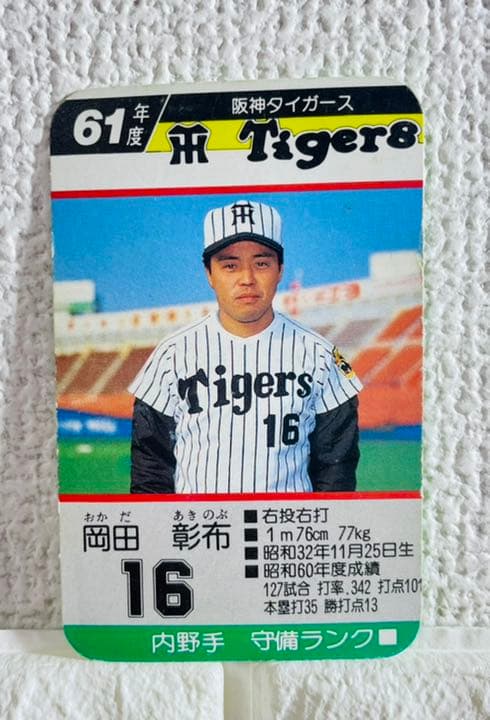 61年度
阪神タイガース
TH Tigers
TH
Tigers
16
おかだ あきのぶ
岡田 彰布
16
■右投右打
■1m76cm 77kg
■昭和32年11月25日生
■昭和60年度成績
127試合 打率.342 打点101
本塁打35 勝打点13
内野手 守備ランク■